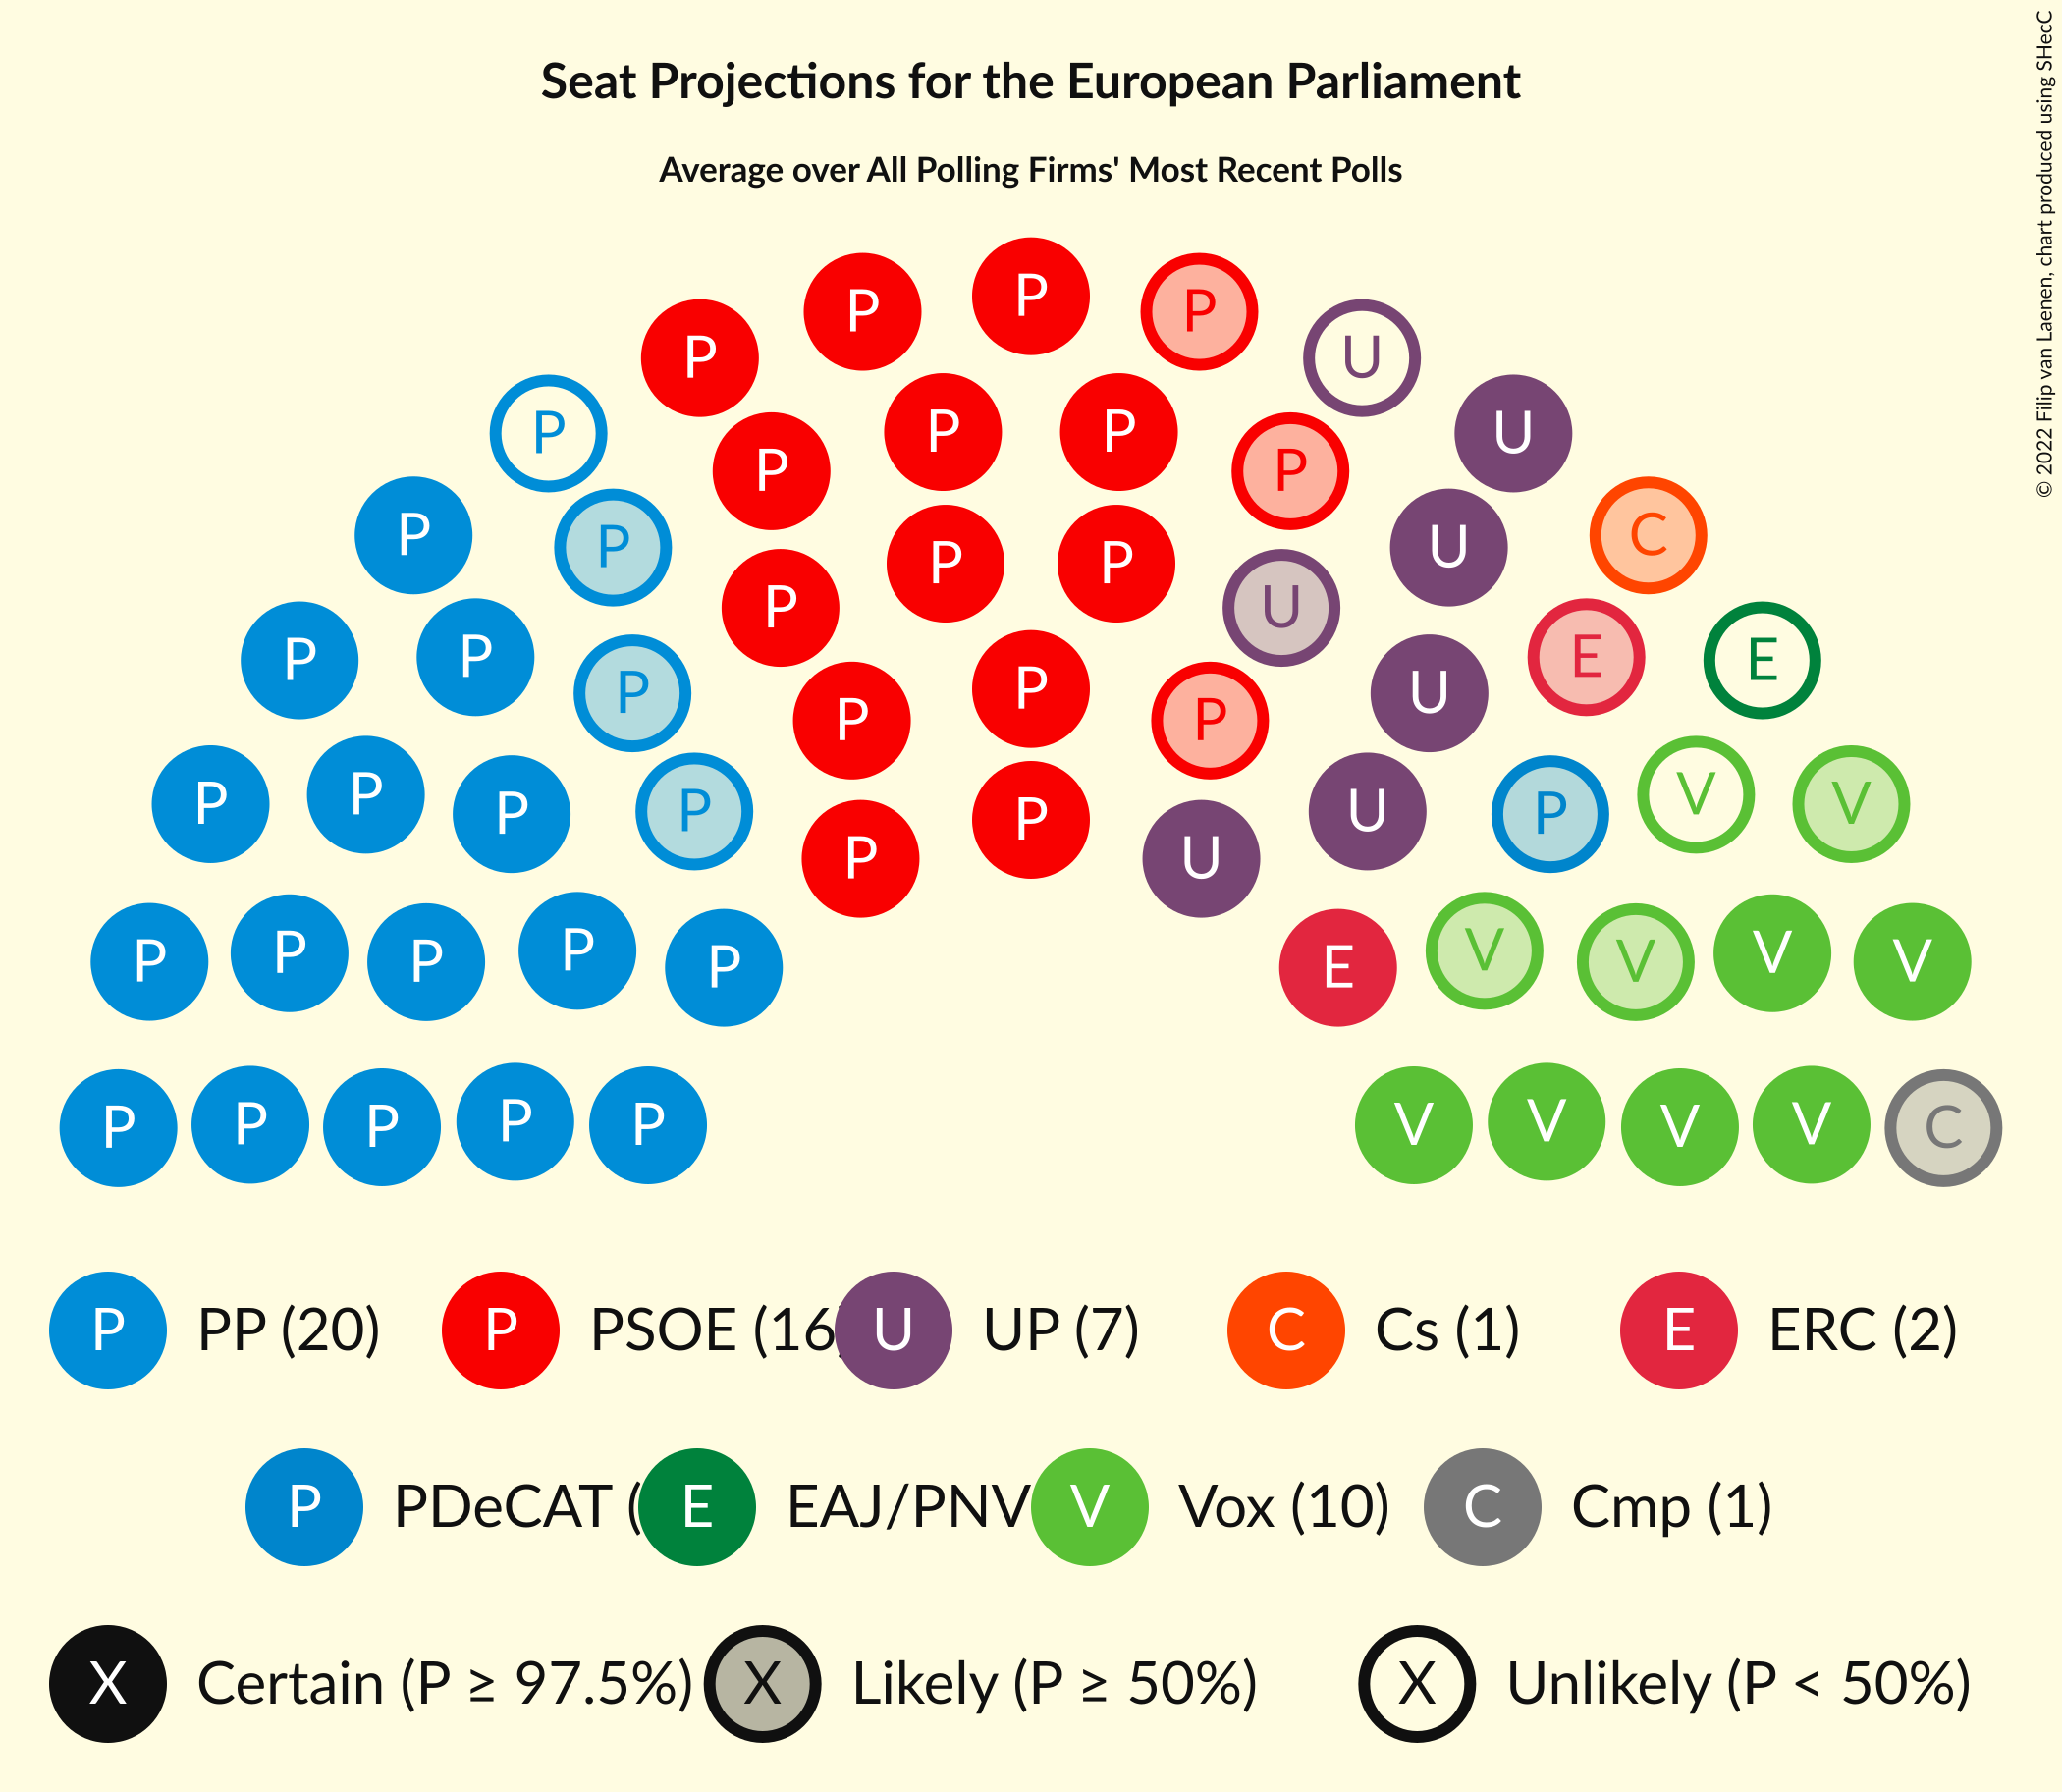 © 2022 Filip van Laenen, chart produced using SHecC
Seat Projections for the European Parliament
Average over All Polling Firms' Most Recent Polls
P
P P
P U
P P P U
P P
P C
P U
P P
P U
P P E E
P P U
P P
P P P P P U P V V
P U
P P P P P E V V V V
P P P P P V V V V C
P PP (20) P PSOE (16) U UP (7) C Cs (1) E ERC (2)
P PDeCAT ( E EAJ/PNV V Vox (10) C Cmp (1)
X Certain (P ≥ 97.5%) X Likely (P ≥ 50%) X Unlikely (P < 50%)